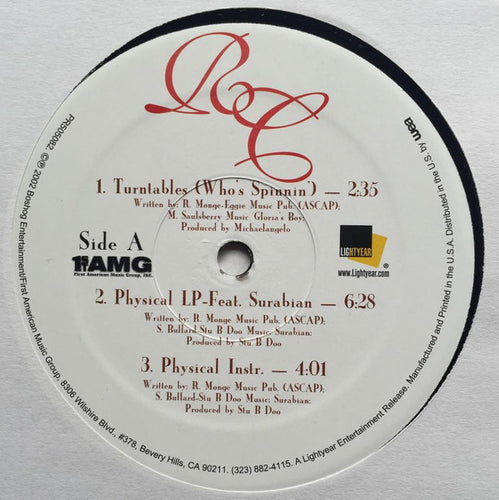 RC
1. Turntables (Who's Spinnin') — 2:35
Written by: R. Monge-Eggie Music Pub. (ASCAP);
M. Saulsberry Music Gloria's Boy;
Produced by Michaelangelo
Side A
1stAMG
First American Music Group, INC.
LIGHTYEAR
®
www.Lightyear.com
2. Physical LP-Feat. Surabian — 6:28
Written by: R. Monge Music Pub. (ASCAP);
S. Bullard-Stu B Doo Music; Surabian;
Produced by Stu B Doo
3. Physical Instr. — 4:01
Written by: R. Monge Music Pub. (ASCAP);
S. Bullard-Stu B Doo Music; Surabian;
Produced by Stu B Doo
PR505082 ©℗ 2002 Boshog Entertainment/First American Music Group. 8306 Wilshire Blvd., #378, Bevery Hills, CA 90211. (323) 882-4115. A Lightyear Entertainment Release. Manufactured and Printed in the U.S.A. Distributed in the U.S. by wea